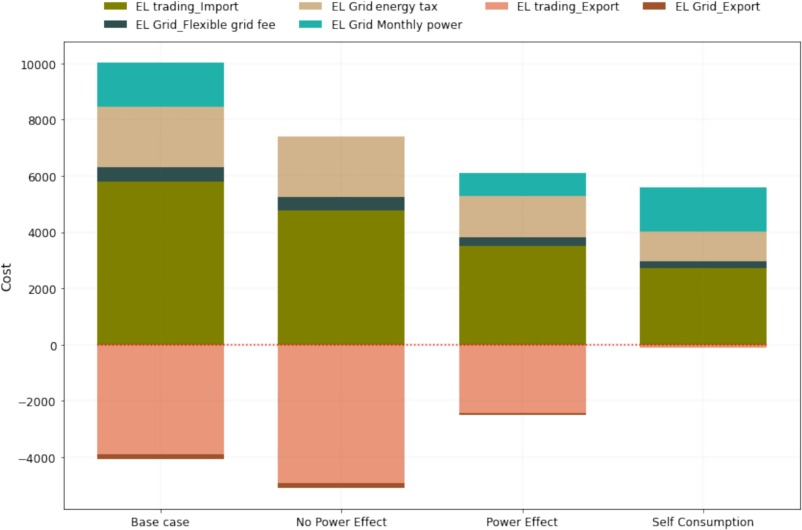 EL trading_Import EL Grid energy tax EL trading_Export EL Grid_Export
EL Grid_Flexible grid fee EL Grid Monthly power
10000
8000
6000
4000
2000
0
−2000
−4000
Cost
Base case No Power Effect Power Effect Self Consumption